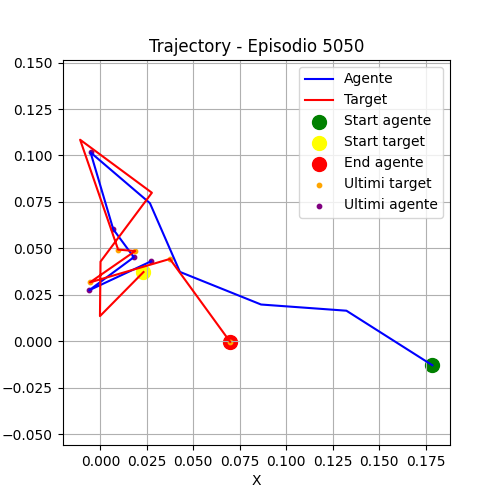 Trajectory - Episodio 5050
0.150
0.125
0.100
0.075
0.050
0.025
0.000
−0.025
−0.050
Agente
Target
Start agente
Start target
End agente
Ultimi target
Ultimi agente
0.000 0.025 0.050 0.075 0.100 0.125 0.150 0.175
X